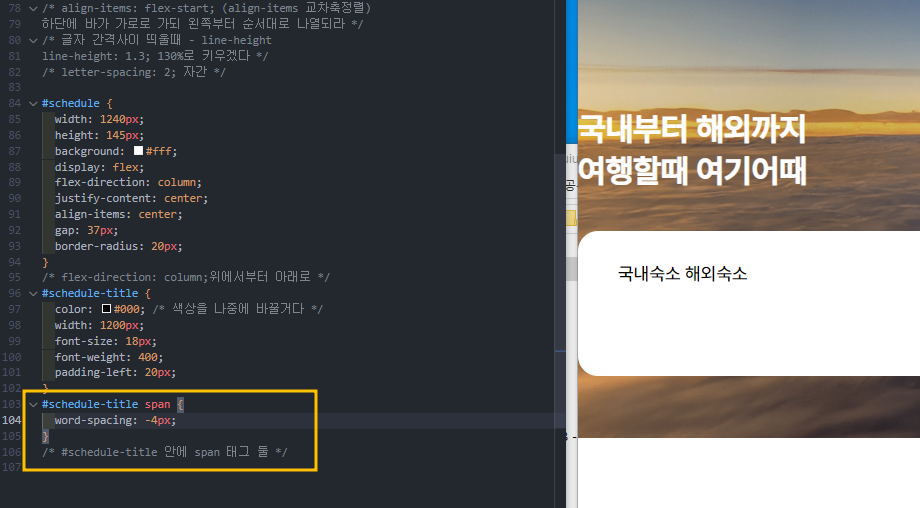 78 /* align-items: flex-start; (align-items 교차축정렬)
79 하단에 바가 가로로 가되 왼쪽부터 순서대로 나열되라 */
80 /* 글자 간격사이 띄울때 - line-height
81 line-height: 1.3; 130%로 키우겠다 */
82 /* letter-spacing: 2; 자간 */
83
84 #schedule {
85 width: 1240px;
86 height: 145px;
87 background: #fff;
88 display: flex;
89 flex-direction: column;
90 justify-content: center;
91 align-items: center;
92 gap: 37px;
93 border-radius: 20px;
94 }
95 /* flex-direction: column;위에서부터 아래로 */
96 #schedule-title {
97 color: #000; /* 색상을 나중에 바꿀거다 */
98 width: 1200px;
99 font-size: 18px;
100 font-weight: 400;
101 padding-left: 20px;
102 }
103 #schedule-title span {
104 word-spacing: -4px;
105 }
106 /* #schedule-title 안에 span 태그 둘 */
107
국내부터 해외까지
여행할때 여기어때
국내숙소 해외숙소